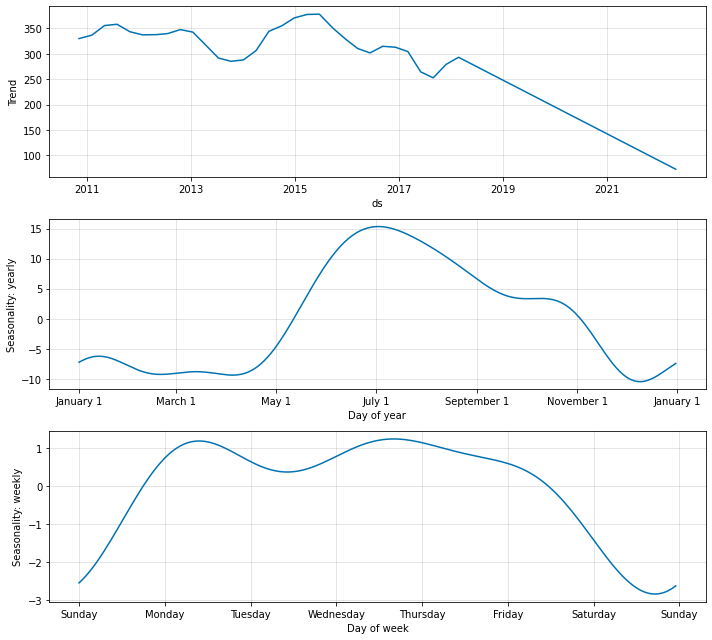 Trend
350
300
250
200
150
100
2011 2013 2015 2017 2019 2021
ds
Seasonality: yearly
15
10
5
0
−5
−10
January 1 March 1 May 1 July 1 September 1 November 1 January 1
Day of year
Seasonality: weekly
1
0
−1
−2
−3
Sunday Monday Tuesday Wednesday Thursday Friday Saturday Sunday
Day of week